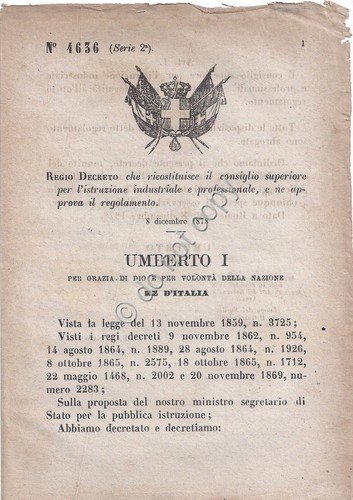 N° 4636 (Serie 2ª).
1
REGIO DECRETO che ricostituisce il consiglio superiore
per l'istruzione industriale e professionale, e ne ap-
prova il regolamento.
8 dicembre 1878
UMBERTO I
PER GRAZIA DI DIO E PER VOLONTÀ DELLA NAZIONE
RE D'ITALIA
Vista la legge del 13 novembre 1859, n. 3725;
Visti i regi decreti 9 novembre 1862, n. 954,
14 agosto 1864, n. 1889, 28 agosto 1864, n. 1926,
8 ottobre 1865, n. 2575, 18 ottobre 1865, n. 1712,
22 maggio 1468, n. 2002 e 20 novembre 1869, nu-
mero 2283;
Sulla proposta del nostro ministro segretario di
Stato per la pubblica istruzione;
Abbiamo decretato e decretiamo: